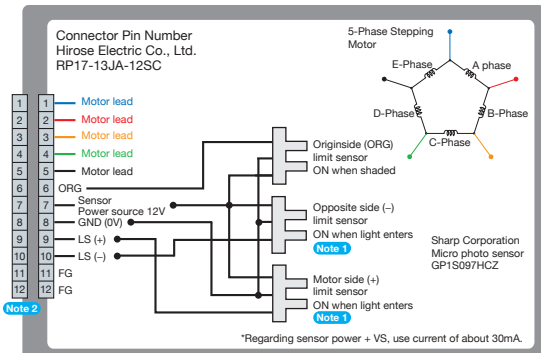 Connector Pin Number
Hirose Electric Co., Ltd.
RP17-13JA-12SC
5-Phase Stepping
Motor
E-Phase
A phase
D-Phase
B-Phase
C-Phase
1 1 Motor lead
2 2 Motor lead
3 3 Motor lead
4 4 Motor lead
5 5 Motor lead
6 6 ORG
7 7 Sensor
Power source 12V
8 8 GND (0V)
9 9 LS (+)
10 10 LS (−)
11 11 FG
12 12 FG
Note 2
Originside (ORG)
limit sensor
ON when shaded
Opposite side (−)
limit sensor
ON when light enters
Note 1
Motor side (+)
limit sensor
ON when light enters
Note 1
Sharp Corporation
Micro photo sensor
GP1S097HCZ
*Regarding sensor power + VS, use current of about 30mA.